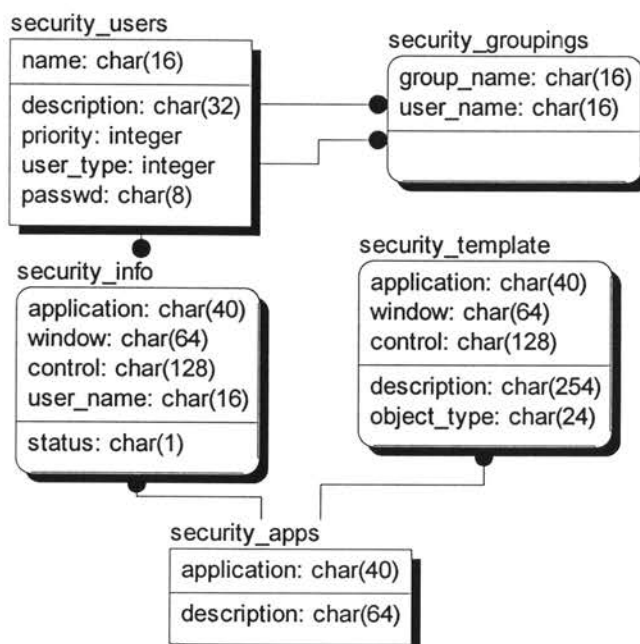 security_users
name: char(16)
description: char(32)
priority: integer
user_type: integer
passwd: char(8)
security_groupings
group_name: char(16)
user_name: char(16)
security_info
application: char(40)
window: char(64)
control: char(128)
user_name: char(16)
status: char(1)
security_template
application: char(40)
window: char(64)
control: char(128)
description: char(254)
object_type: char(24)
security_apps
application: char(40)
description: char(64)